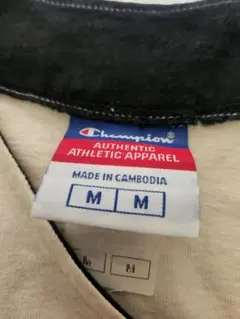 Champion
AUTHENTIC
ATHLETIC APPAREL
MADE IN CAMBODIA
M M
M M